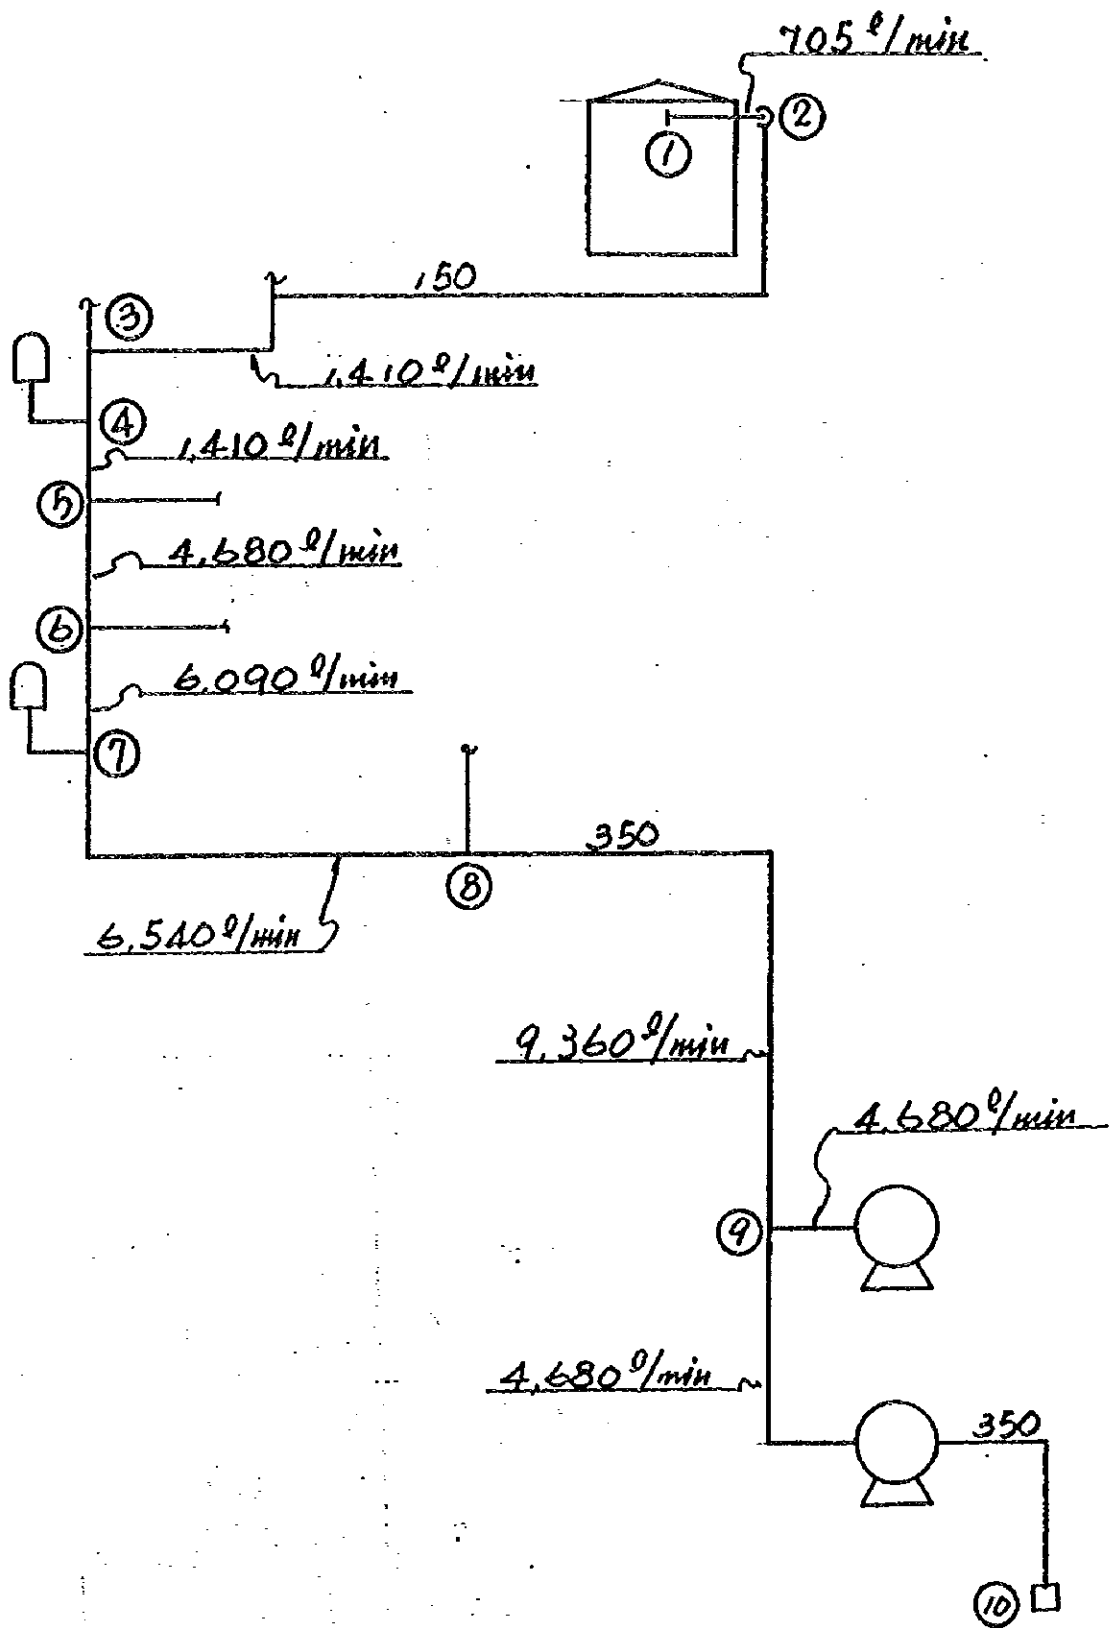 705 ℓ/min
②
①
150
③
1,410 ℓ/min
④
1,410 ℓ/min
⑤
4,680 ℓ/min
⑥
6,090 ℓ/min
⑦
350
⑧
6,540 ℓ/min
9,360 ℓ/min
4,680 ℓ/min
⑨
4,680 ℓ/min
350
⑩